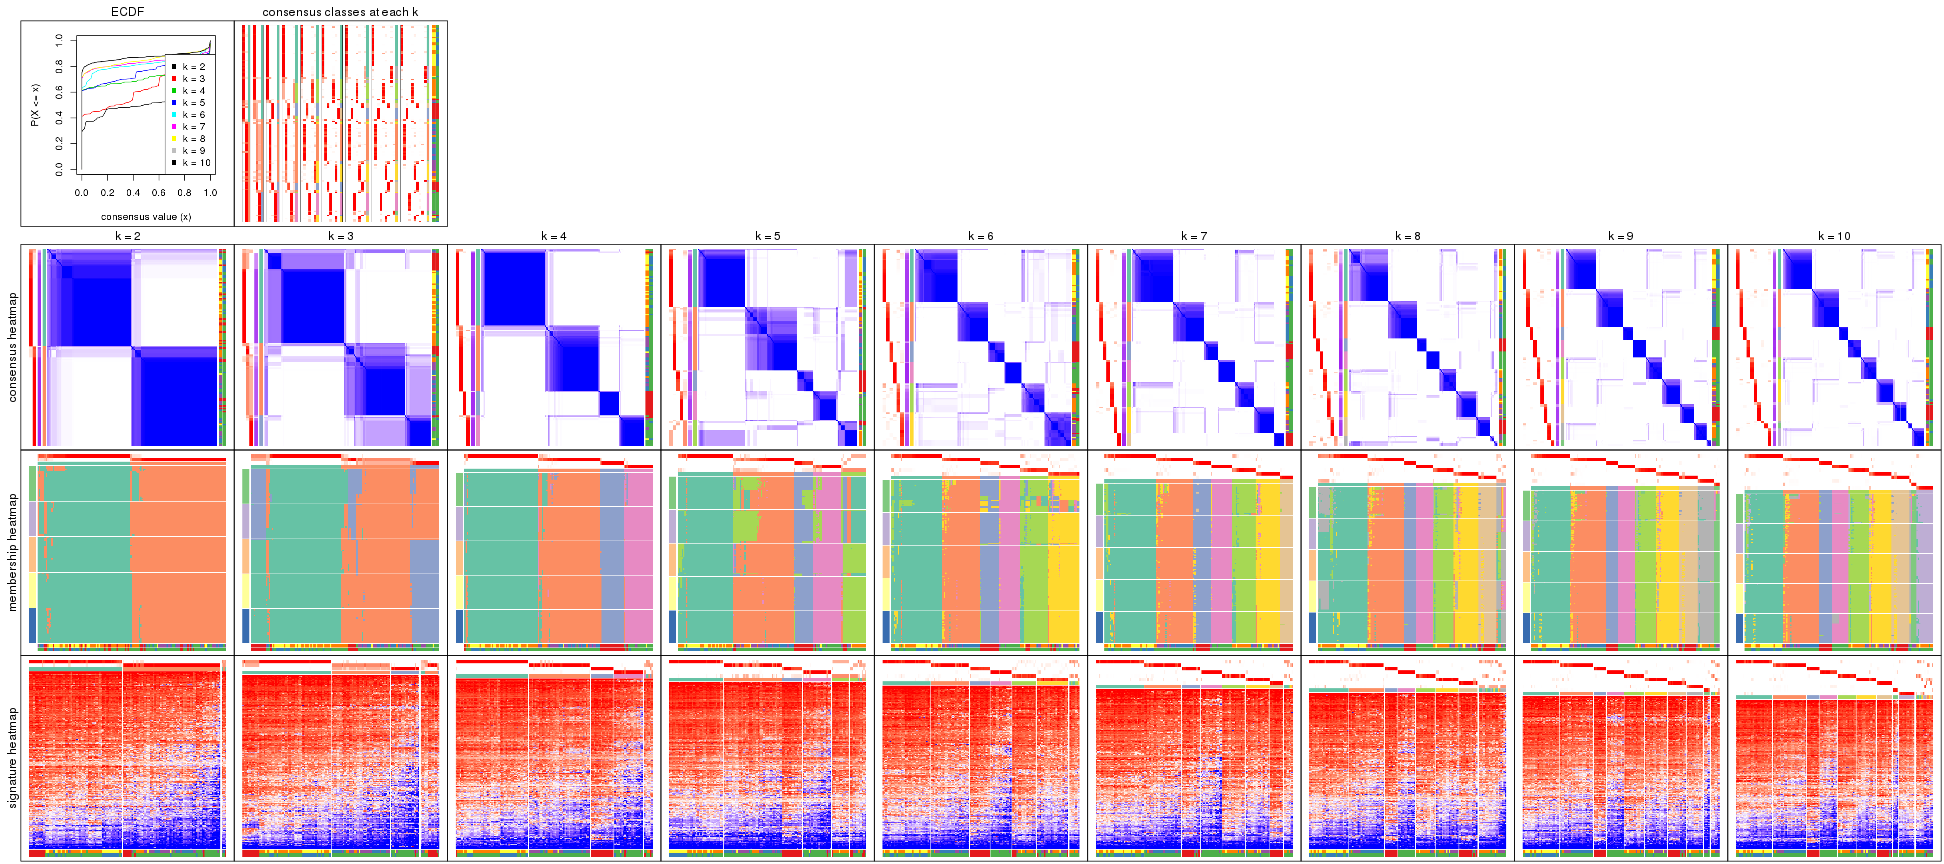 ECDF
consensus classes at each k
P(X <= x)
0.0 0.2 0.4 0.6 0.8 1.0
k = 2
k = 3
k = 4
k = 5
k = 6
k = 7
k = 8
k = 9
k = 10
0.0 0.2 0.4 0.6 0.8 1.0
consensus value (x)
k = 2 k = 3 k = 4 k = 5 k = 6 k = 7 k = 8 k = 9 k = 10
consensus heatmap
membership heatmap
signature heatmap